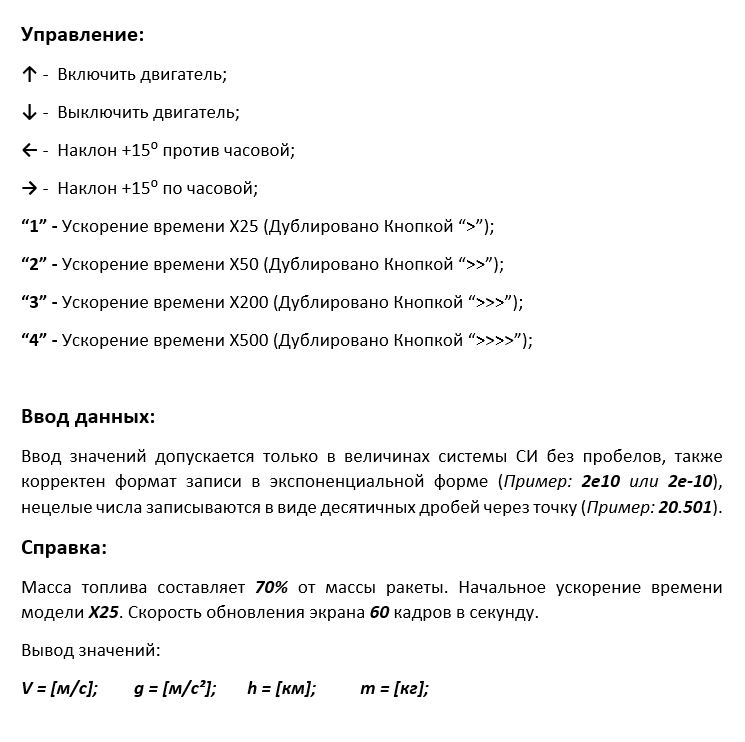 Управление:
↑ - Включить двигатель;
↓ - Выключить двигатель;
← - Наклон +15⁰ против часовой;
→ - Наклон +15⁰ по часовой;
“1” - Ускорение времени X25 (Дублировано Кнопкой “>”);
“2” - Ускорение времени X50 (Дублировано Кнопкой “>>”);
“3” - Ускорение времени X200 (Дублировано Кнопкой “>>>”);
“4” - Ускорение времени X500 (Дублировано Кнопкой “>>>>”);
Ввод данных:
Ввод значений допускается только в величинах системы СИ без пробелов, также
корректен формат записи в экспоненциальной форме (Пример: 2e10 или 2e-10),
нецелые числа записываются в виде десятичных дробей через точку (Пример: 20.501).
Справка:
Масса топлива составляет 70% от массы ракеты. Начальное ускорение времени
модели X25. Скорость обновления экрана 60 кадров в секунду.
Вывод значений:
V = [м/с]; g = [м/с²]; h = [км]; m = [кг];